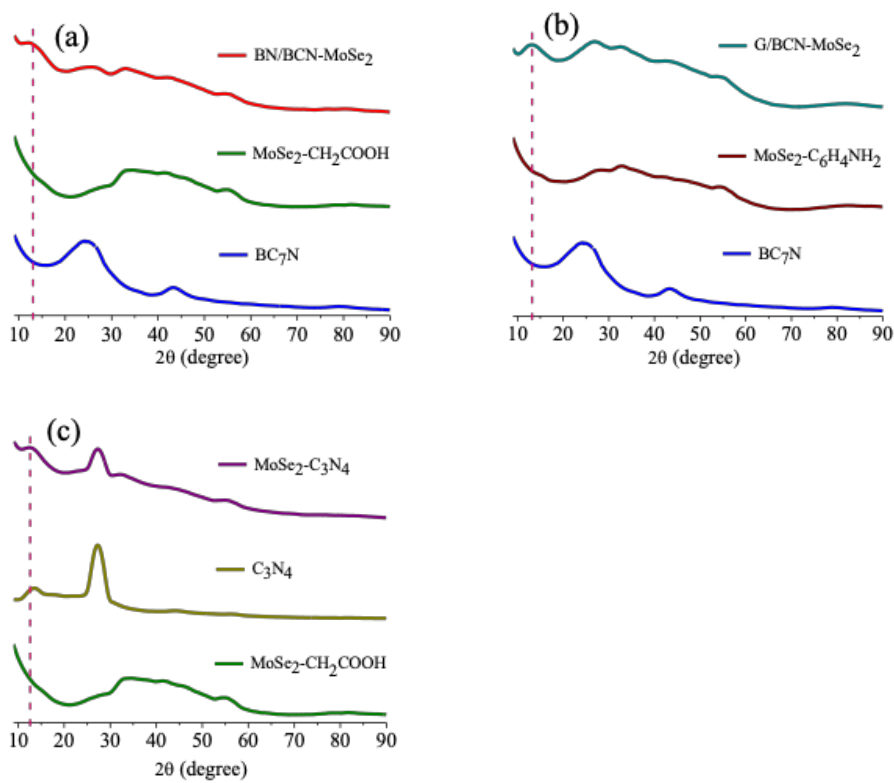 (a)
BN/BCN-MoSe2
MoSe2-CH2COOH
BC7N
10 20 30 40 50 60 70 80 90
2θ (degree)
(b)
G/BCN-MoSe2
MoSe2-C6H4NH2
BC7N
10 20 30 40 50 60 70 80 90
2θ (degree)
(c)
MoSe2-C3N4
C3N4
MoSe2-CH2COOH
10 20 30 40 50 60 70 80 90
2θ (degree)